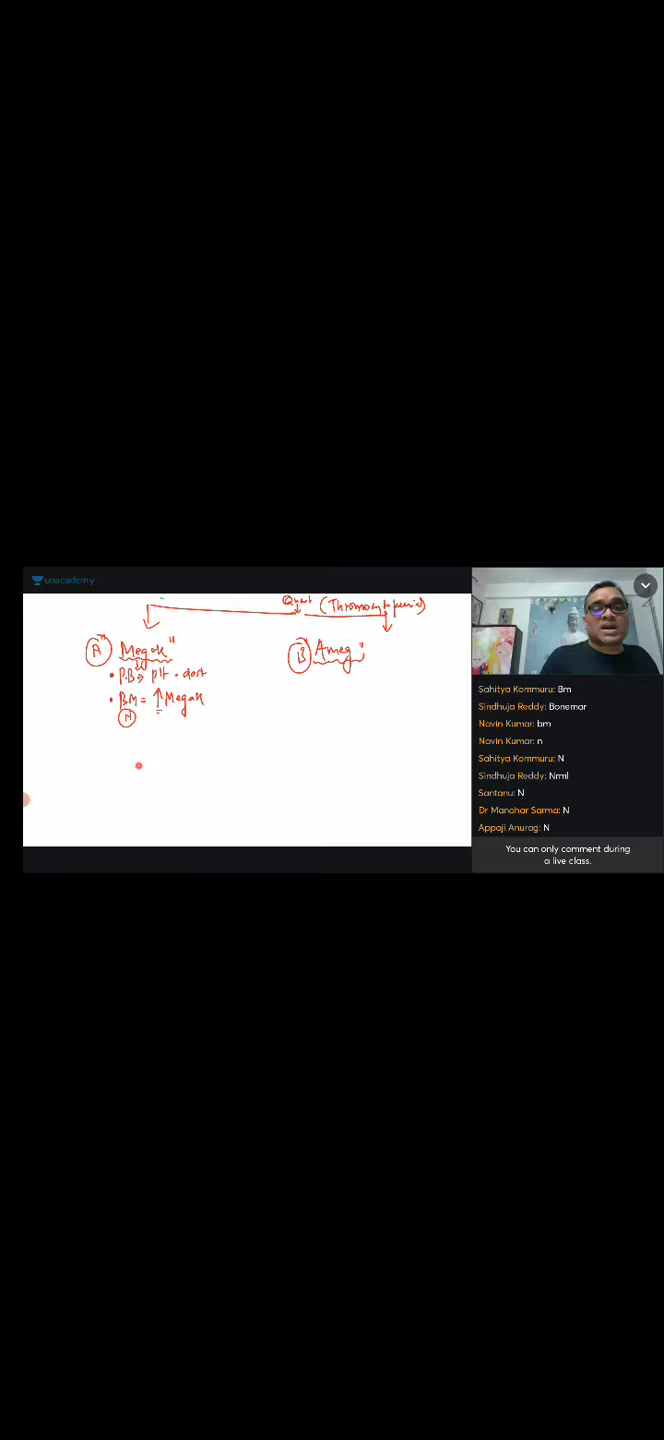 unacademy
Quant (Thrombocytopenia)
A Megak"
B Ameg"
• P.B → plt • dest
• BM = ↑ Megak
N
Sahitya Kommuru: Bm
Sindhuja Reddy: Bonemar
Navin Kumar: bm
Navin Kumar: n
Sahitya Kommuru: N
Sindhuja Reddy: Nrml
Santanu: N
Dr Manohar Sarma: N
Appaji Anurag: N
You can only comment during
a live class.